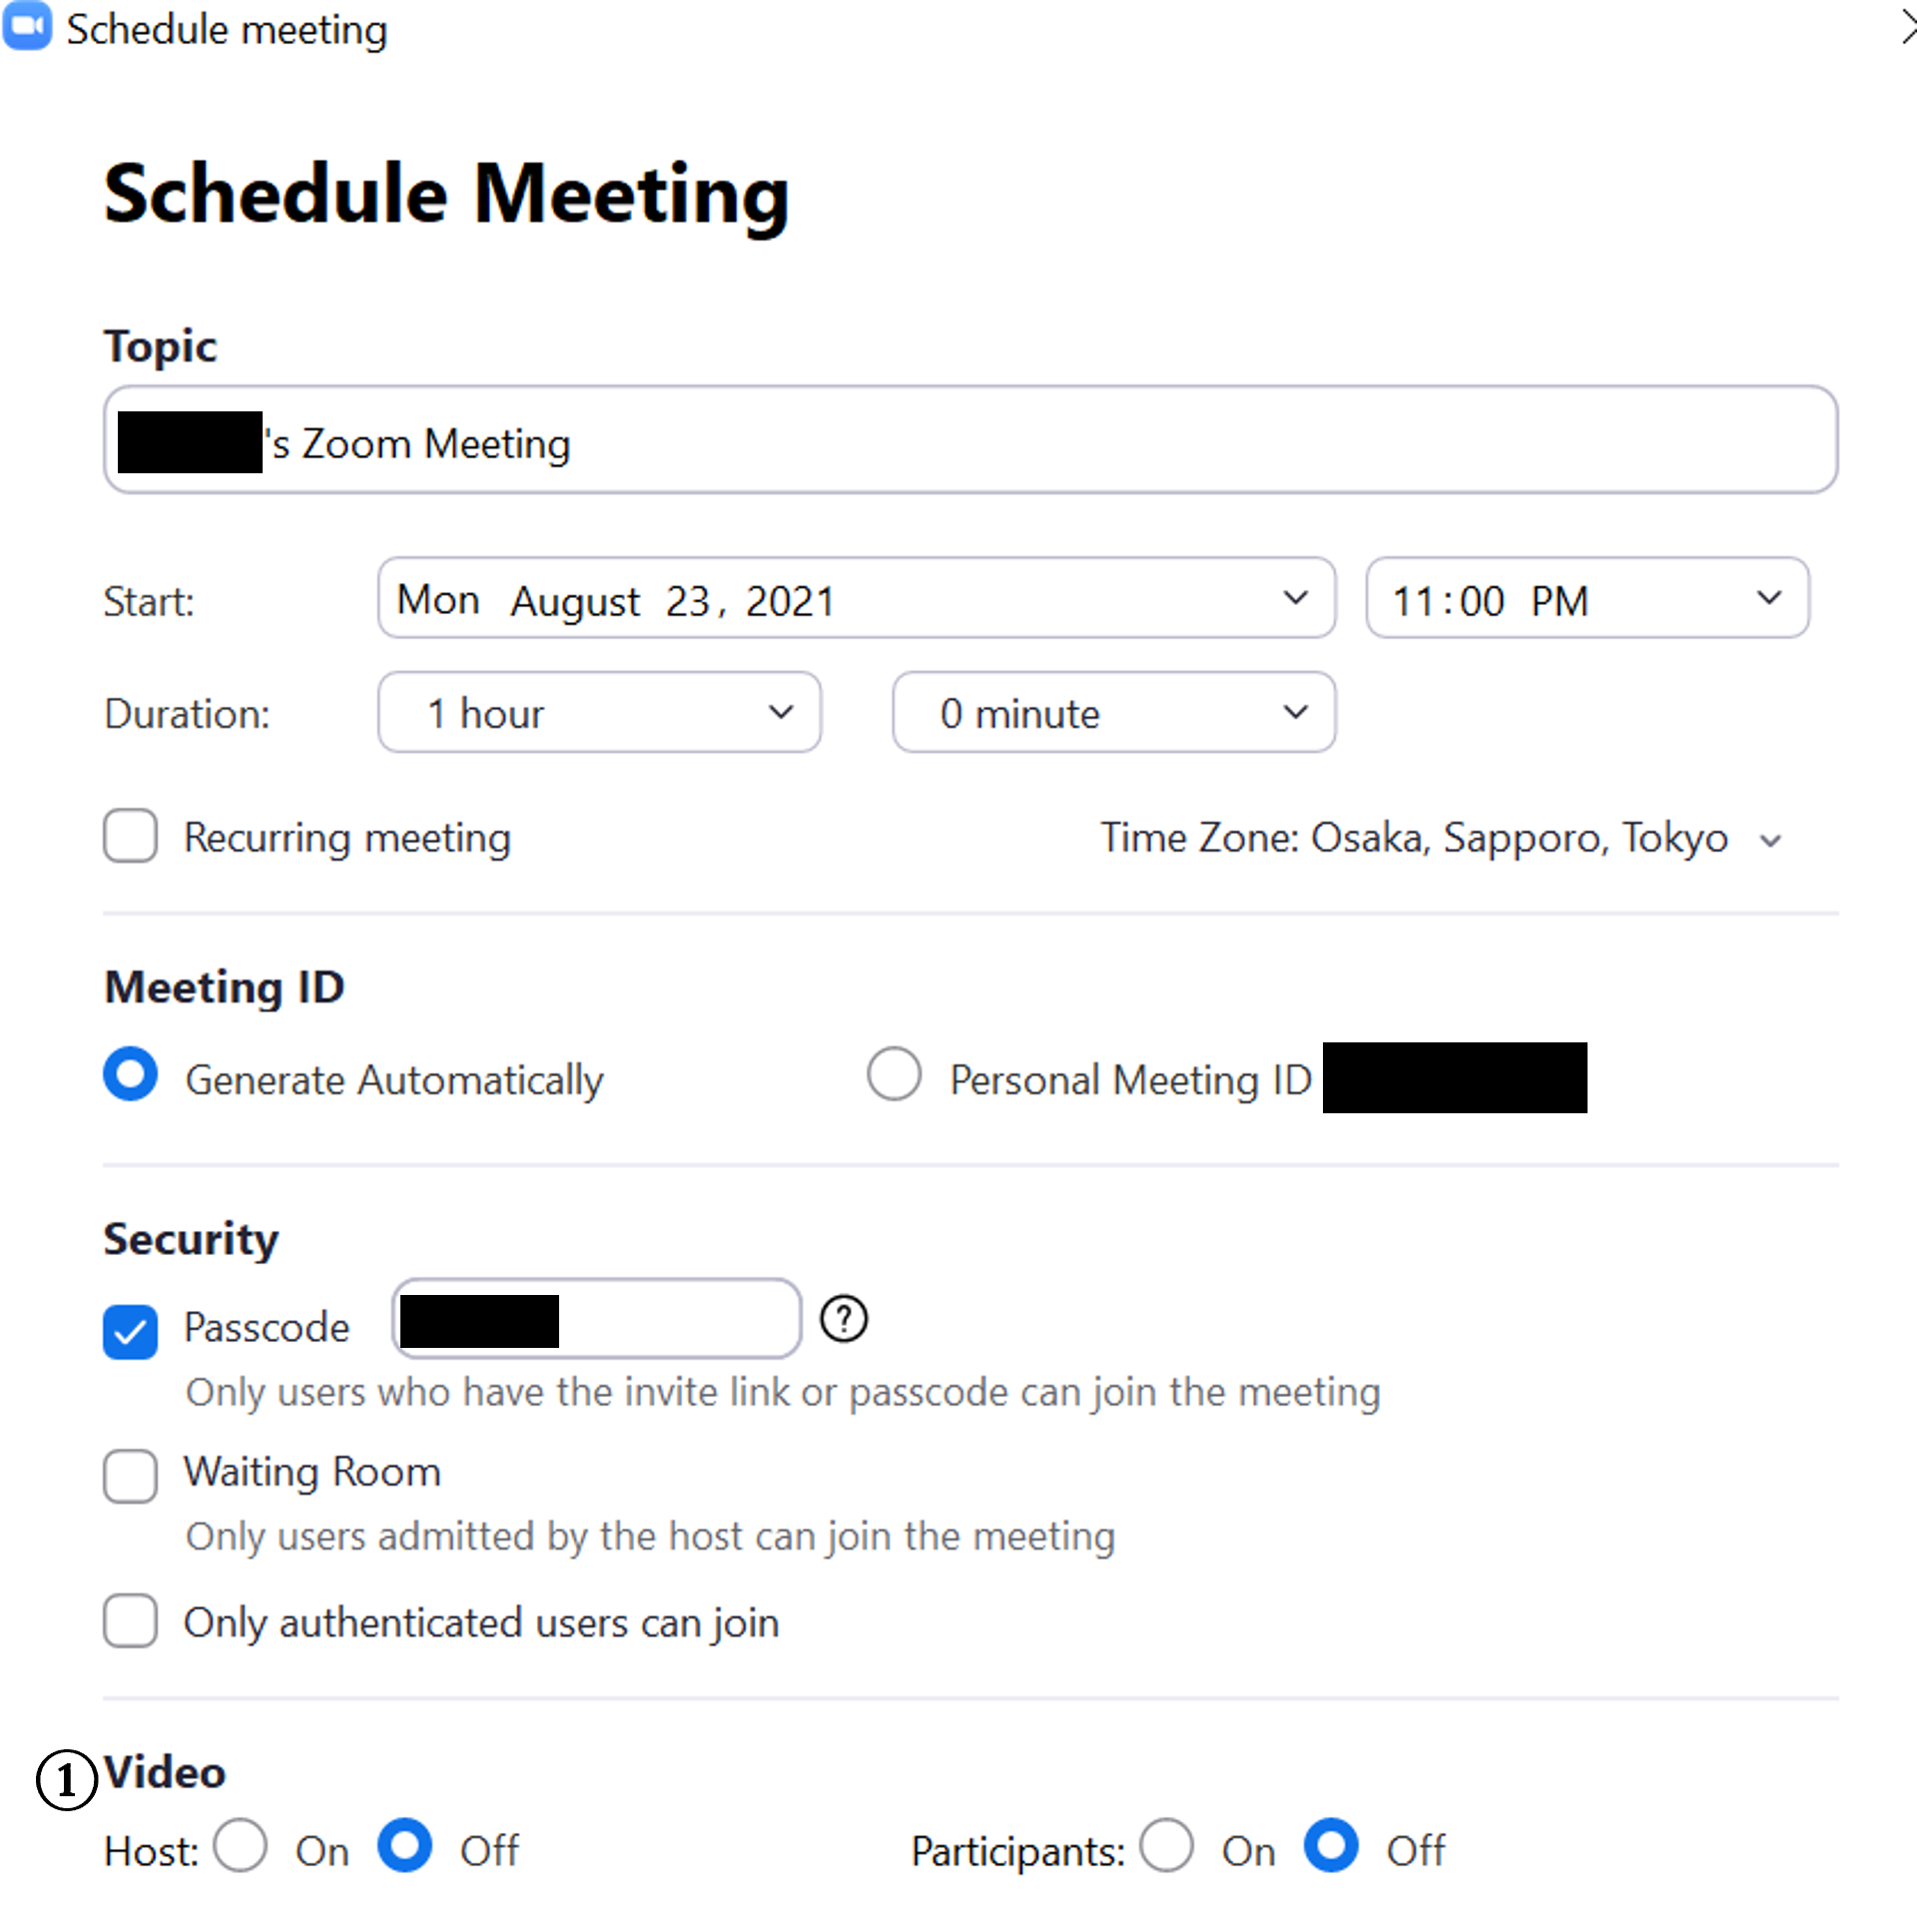 Schedule meeting
Schedule Meeting
Topic
's Zoom Meeting
Start: Mon August 23, 2021 11:00 PM
Duration: 1 hour 0 minute
Recurring meeting Time Zone: Osaka, Sapporo, Tokyo
Meeting ID
Generate Automatically Personal Meeting ID
Security
Passcode ?
Only users who have the invite link or passcode can join the meeting
Waiting Room
Only users admitted by the host can join the meeting
Only authenticated users can join
① Video
Host: On Off Participants: On Off